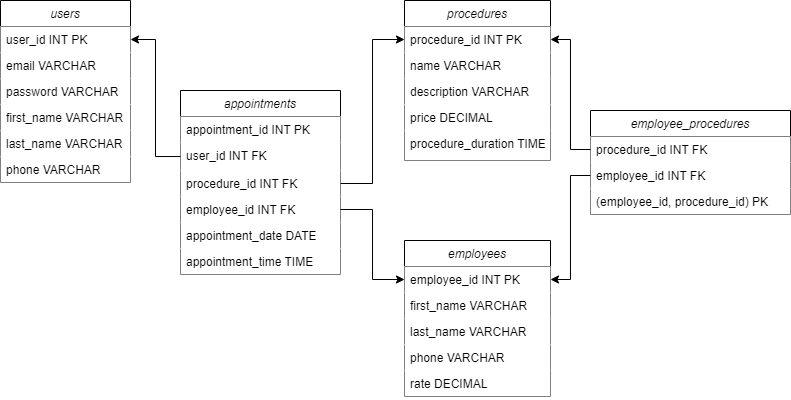 users
user_id INT PK
email VARCHAR
password VARCHAR
first_name VARCHAR
last_name VARCHAR
phone VARCHAR
appointments
appointment_id INT PK
user_id INT FK
procedure_id INT FK
employee_id INT FK
appointment_date DATE
appointment_time TIME
procedures
procedure_id INT PK
name VARCHAR
description VARCHAR
price DECIMAL
procedure_duration TIME
employees
employee_id INT PK
first_name VARCHAR
last_name VARCHAR
phone VARCHAR
rate DECIMAL
employee_procedures
procedure_id INT FK
employee_id INT FK
(employee_id, procedure_id) PK